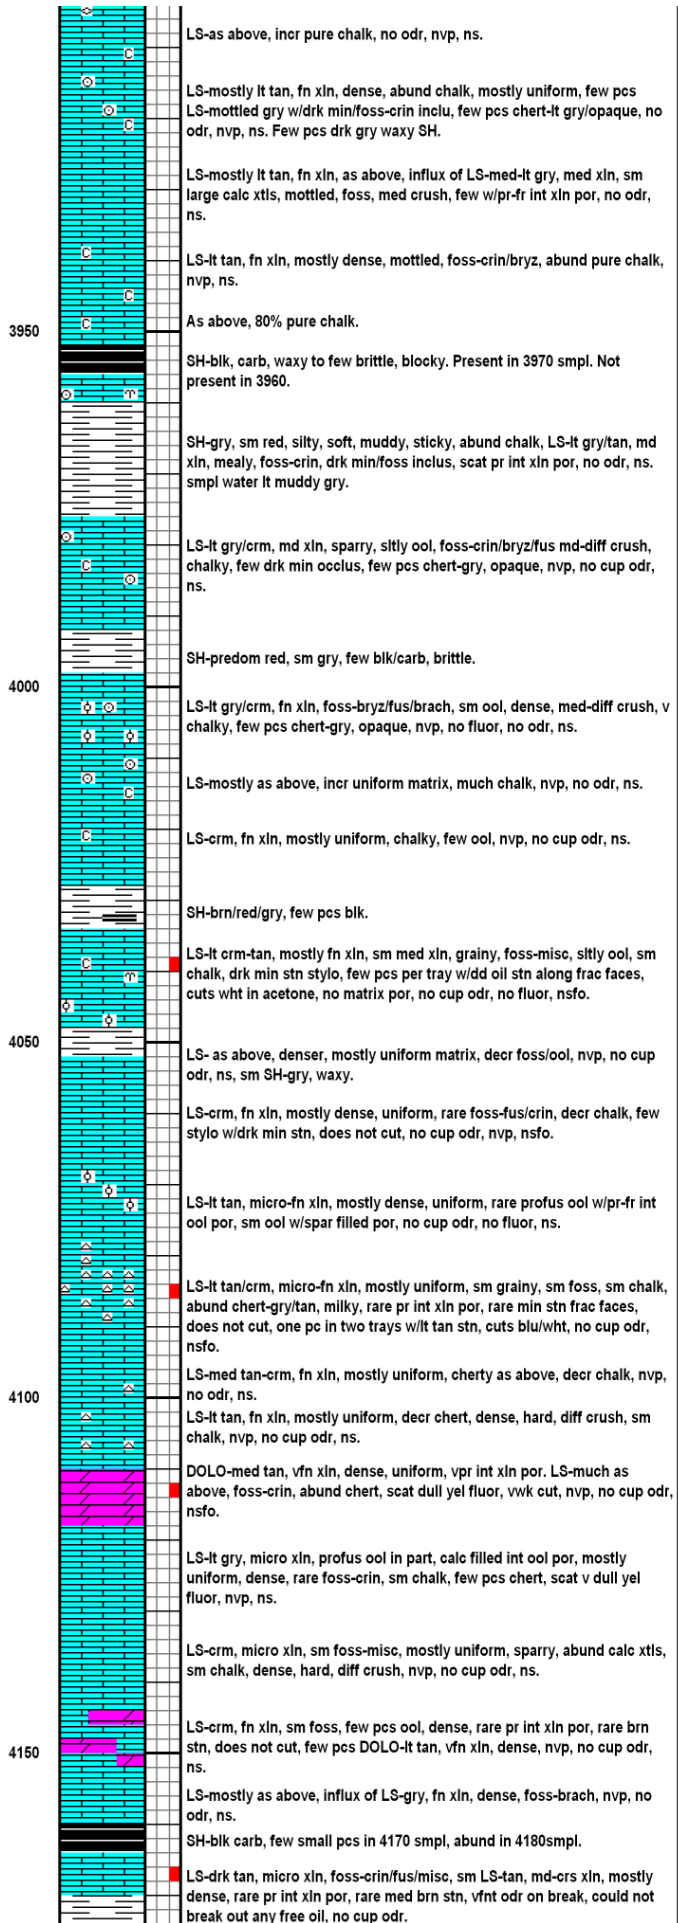 LS-as above, incr pure chalk, no odr, nvp, ns.
C
LS-mostly lt tan, fn xln, dense, abund chalk, mostly uniform, few pcs
LS-mottled gry w/drk min/foss-crin inclu, few pcs chert-lt gry/opaque, no
C
odr, nvp, ns. Few pcs drk gry waxy SH.
LS-mostly lt tan, fn xln, as above, influx of LS-med-lt gry, med xln, sm
large calc xtls, mottled, foss, med crush, few w/pr-fr int xln por, no odr,
ns.
C
LS-lt tan, fn xln, mostly dense, mottled, foss-crin/bryz, abund pure chalk,
nvp, ns.
C
C
As above, 80% pure chalk.
3950
SH-blk, carb, waxy to few brittle, blocky. Present in 3970 smpl. Not
present in 3960.
SH-gry, sm red, silty, soft, muddy, sticky, abund chalk, LS-lt gry/tan, md
xln, mealy, foss-crin, drk min/foss inclus, scat pr int xln por, no odr, ns.
smpl water lt muddy gry.
LS-lt gry/crm, md xln, sparry, sltly ool, foss-crin/bryz/fus md-diff crush,
C
chalky, few drk min occlus, few pcs chert-gry, opaque, nvp, no cup odr,
ns.
SH-predom red, sm gry, few blk/carb, brittle.
4000
LS-lt gry/crm, fn xln, foss-bryz/fus/brach, sm ool, dense, med-diff crush, v
chalky, few pcs chert-gry, opaque, nvp, no fluor, no odr, ns.
LS-mostly as above, incr uniform matrix, much chalk, nvp, no odr, ns.
C
C
LS-crm, fn xln, mostly uniform, chalky, few ool, nvp, no cup odr, ns.
SH-brn/red/gry, few pcs blk.
LS-lt crm-tan, mostly fn xln, sm med xln, grainy, foss-misc, sltly ool, sm
C
chalk, drk min stn stylo, few pcs per tray w/dd oil stn along frac faces,
cuts wht in acetone, no matrix por, no cup odr, no fluor, nsfo.
4050
LS- as above, denser, mostly uniform matrix, decr foss/ool, nvp, no cup
odr, ns, sm SH-gry, waxy.
LS-crm, fn xln, mostly dense, uniform, rare foss-fus/crin, decr chalk, few
stylo w/drk min stn, does not cut, no cup odr, nvp, nsfo.
LS-lt tan, micro-fn xln, mostly dense, uniform, rare profus ool w/pr-fr int
ool por, sm ool w/spar filled por, no cup odr, no fluor, ns.
LS-lt tan/crm, micro-fn xln, mostly uniform, sm grainy, sm foss, sm chalk,
abund chert-gry/tan, milky, rare pr int xln por, rare min stn frac faces,
does not cut, one pc in two trays w/lt tan stn, cuts blu/wht, no cup odr,
nsfo.
LS-med tan-crm, fn xln, mostly uniform, cherty as above, decr chalk, nvp,
no odr, ns.
4100
LS-lt tan, fn xln, mostly uniform, decr chert, dense, hard, diff crush, sm
chalk, nvp, no cup odr, ns.
DOLO-med tan, vfn xln, dense, uniform, vpr int xln por. LS-much as
above, foss-crin, abund chert, scat dull yel fluor, vwk cut, nvp, no cup odr,
nsfo.
LS-lt gry, micro xln, profus ool in part, calc filled int ool por, mostly
uniform, dense, rare foss-crin, sm chalk, few pcs chert, scat v dull yel
fluor, nvp, ns.
LS-crm, micro xln, sm foss-misc, mostly uniform, sparry, abund calc xtls,
sm chalk, dense, hard, diff crush, nvp, no cup odr, ns.
LS-crm, fn xln, sm foss, few pcs ool, dense, rare pr int xln por, rare brn
stn, does not cut, few pcs DOLO-lt tan, vfn xln, dense, nvp, no cup odr,
4150
ns.
LS-mostly as above, influx of LS-gry, fn xln, dense, foss-brach, nvp, no
odr, ns.
SH-blk carb, few small pcs in 4170 smpl, abund in 4180smpl.
LS-drk tan, micro xln, foss-crin/fus/misc, sm LS-tan, md-crs xln, mostly
dense, rare pr int xln por, rare med brn stn, vfnt odr on break, could not
break out any free oil, no cup odr.